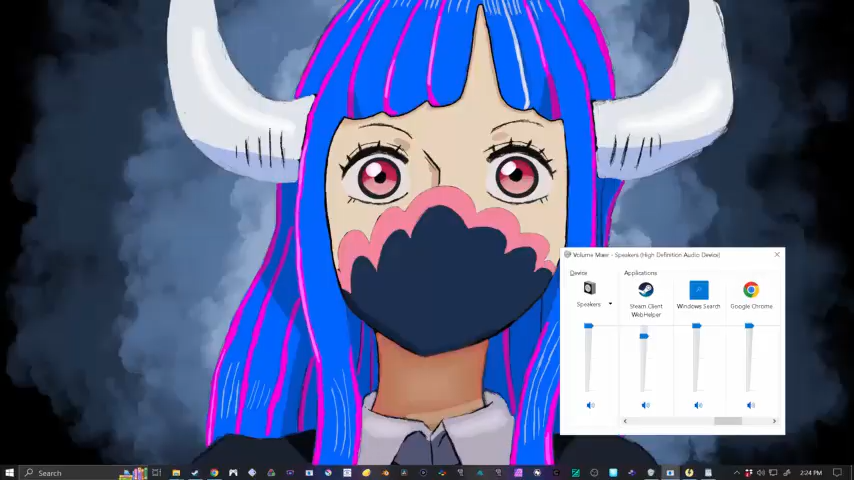 Volume Mixer - Speakers (High Definition Audio Device)
Device
Applications
Speakers
Steam Client WebHelper
Windows Search
Google Chrome
Search
2:24 PM